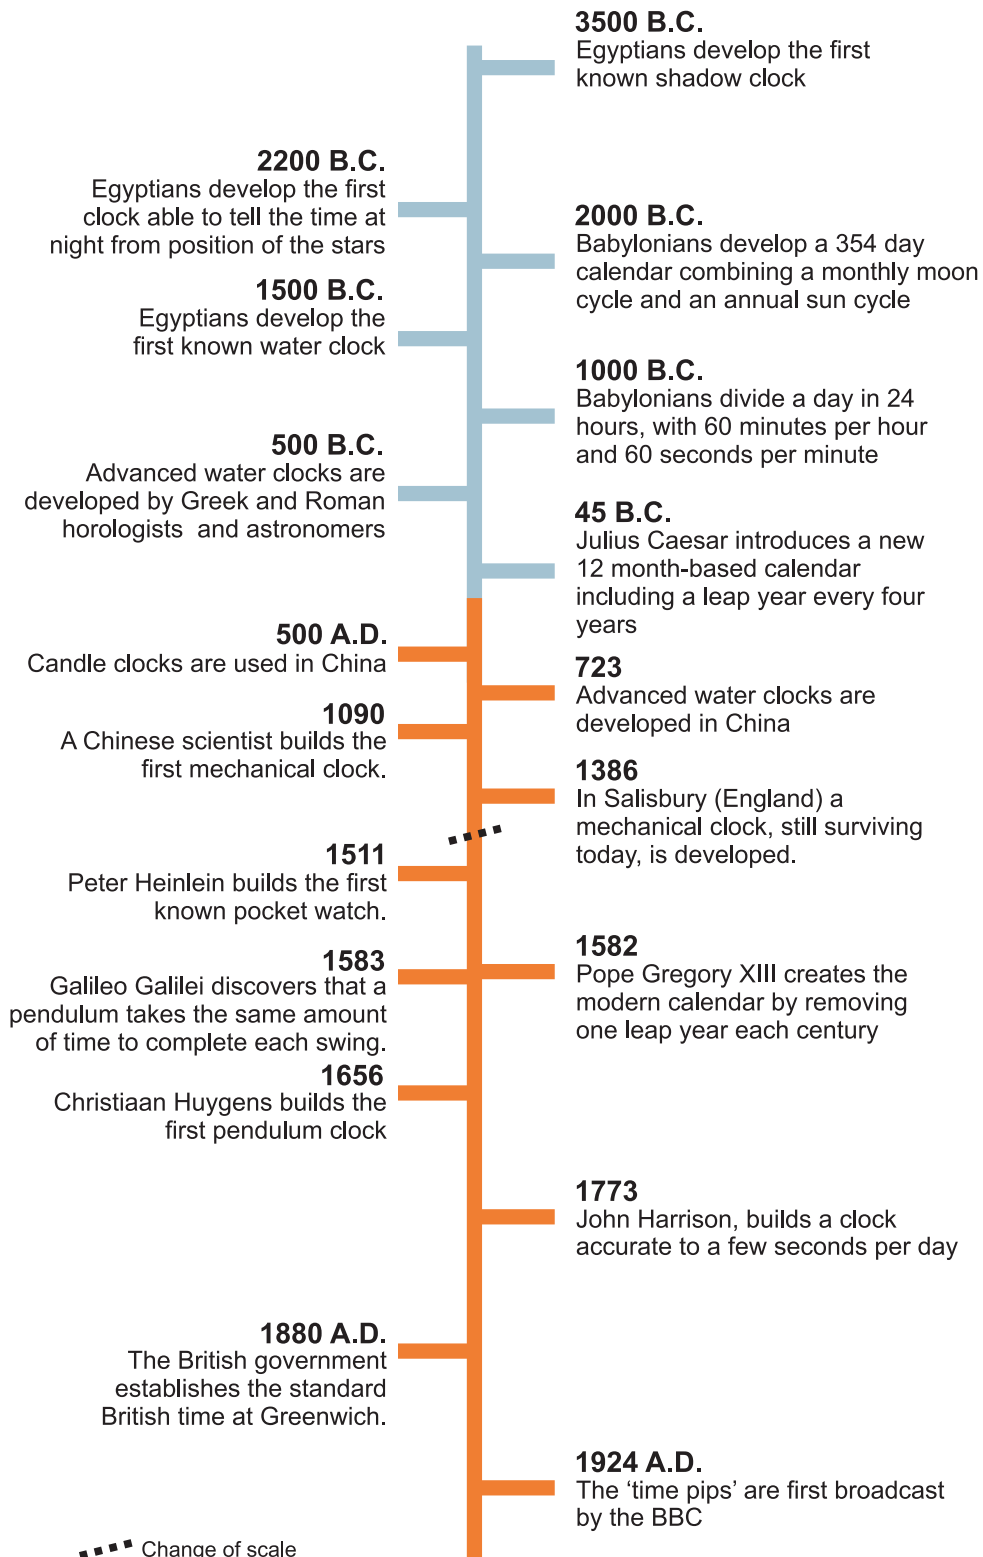 3500 B.C.
Egyptians develop the first
known shadow clock
2200 B.C.
Egyptians develop the first
clock able to tell the time at
night from position of the stars
2000 B.C.
Babylonians develop a 354 day
calendar combining a monthly moon
cycle and an annual sun cycle
1500 B.C.
Egyptians develop the
first known water clock
1000 B.C.
Babylonians divide a day in 24
hours, with 60 minutes per hour
and 60 seconds per minute
500 B.C.
Advanced water clocks are
developed by Greek and Roman
horologists and astronomers
45 B.C.
Julius Caesar introduces a new
12 month-based calendar
including a leap year every four
years
500 A.D.
Candle clocks are used in China
723
Advanced water clocks are
developed in China
1090
A Chinese scientist builds the
first mechanical clock.
1386
In Salisbury (England) a
mechanical clock, still surviving
today, is developed.
1511
Peter Heinlein builds the first
known pocket watch.
1582
Pope Gregory XIII creates the
modern calendar by removing
one leap year each century
1583
Galileo Galilei discovers that a
pendulum takes the same amount
of time to complete each swing.
1656
Christiaan Huygens builds the
first pendulum clock
1773
John Harrison, builds a clock
accurate to a few seconds per day
1880 A.D.
The British government
establishes the standard
British time at Greenwich.
1924 A.D.
The ‘time pips’ are first broadcast
by the BBC
Change of scale